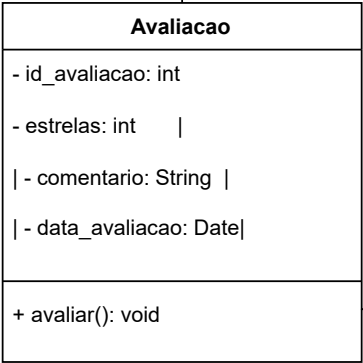 Avaliacao
- id_avaliacao: int
- estrelas: int |
| - comentario: String |
| - data_avaliacao: Date|
+ avaliar(): void